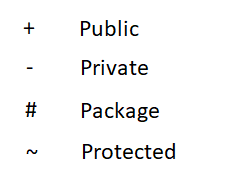 + Public
- Private
# Package
~ Protected